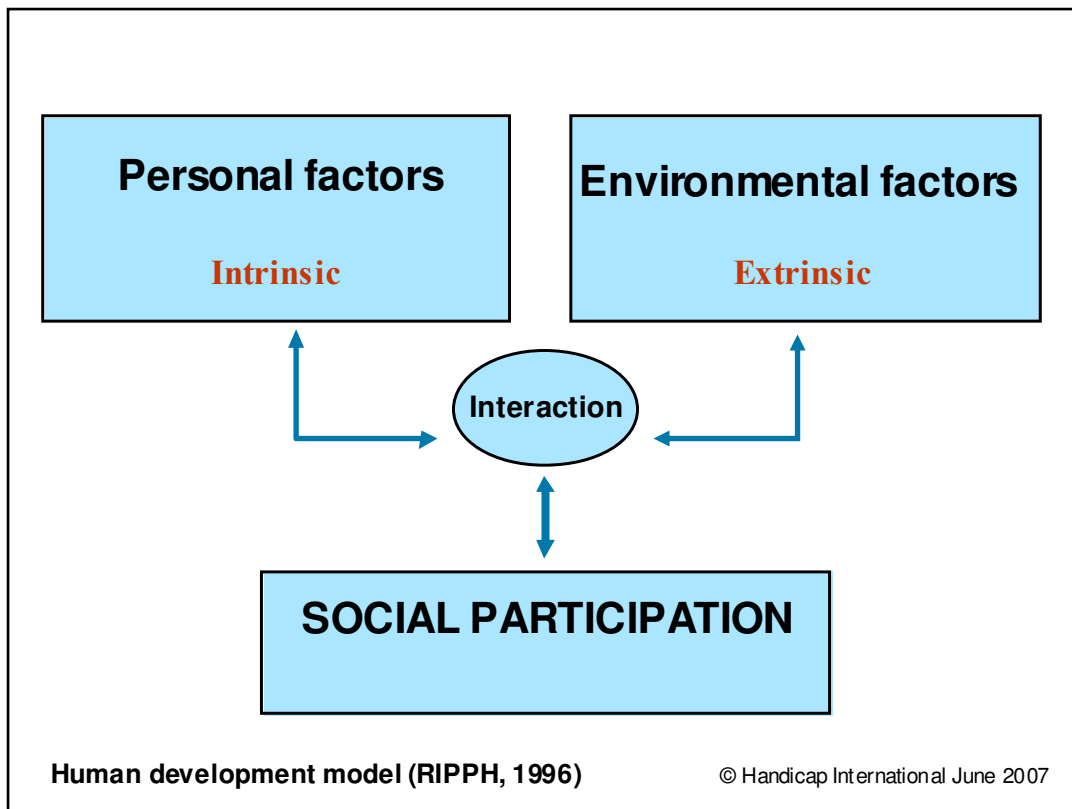 Personal factors
Intrinsic
Environmental factors
Extrinsic
Interaction
SOCIAL PARTICIPATION
Human development model (RIPPH, 1996)
© Handicap International June 2007